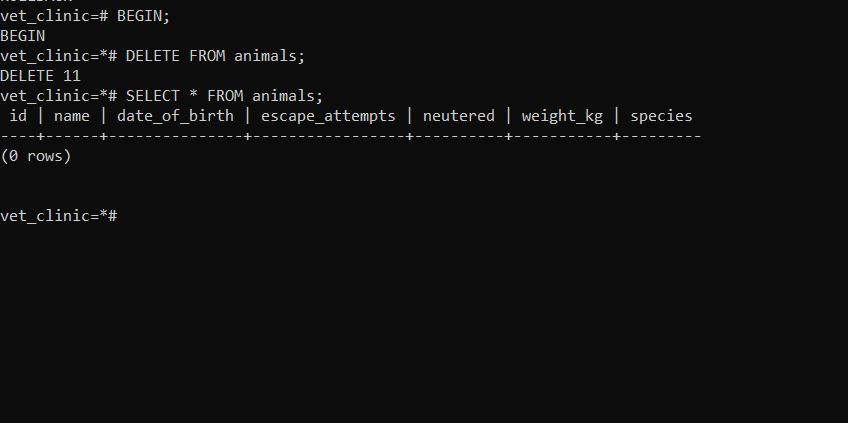 vet_clinic=# BEGIN;
BEGIN
vet_clinic=*# DELETE FROM animals;
DELETE 11
vet_clinic=*# SELECT * FROM animals;
 id | name | date_of_birth | escape_attempts | neutered | weight_kg | species
----+------+---------------+-----------------+----------+-----------+---------
(0 rows)
vet_clinic=*#